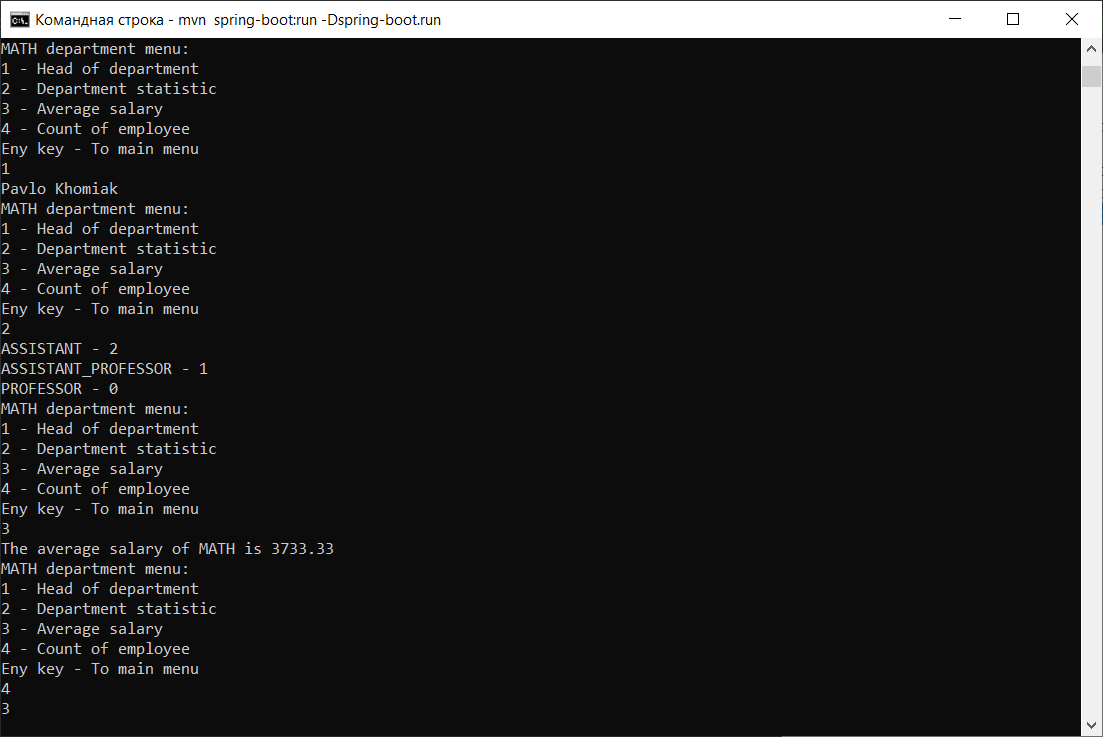 Командная строка - mvn  spring-boot:run -Dspring-boot.run
MATH department menu:
1 - Head of department
2 - Department statistic
3 - Average salary
4 - Count of employee
Eny key - To main menu
1
Pavlo Khomiak
MATH department menu:
1 - Head of department
2 - Department statistic
3 - Average salary
4 - Count of employee
Eny key - To main menu
2
ASSISTANT - 2
ASSISTANT_PROFESSOR - 1
PROFESSOR - 0
MATH department menu:
1 - Head of department
2 - Department statistic
3 - Average salary
4 - Count of employee
Eny key - To main menu
3
The average salary of MATH is 3733.33
MATH department menu:
1 - Head of department
2 - Department statistic
3 - Average salary
4 - Count of employee
Eny key - To main menu
4
3